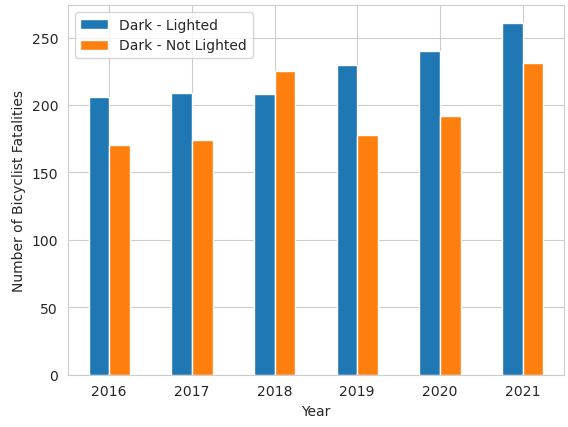 Dark - Lighted
Dark - Not Lighted
Number of Bicyclist Fatalities
250
200
150
100
50
0
2016 2017 2018 2019 2020 2021
Year